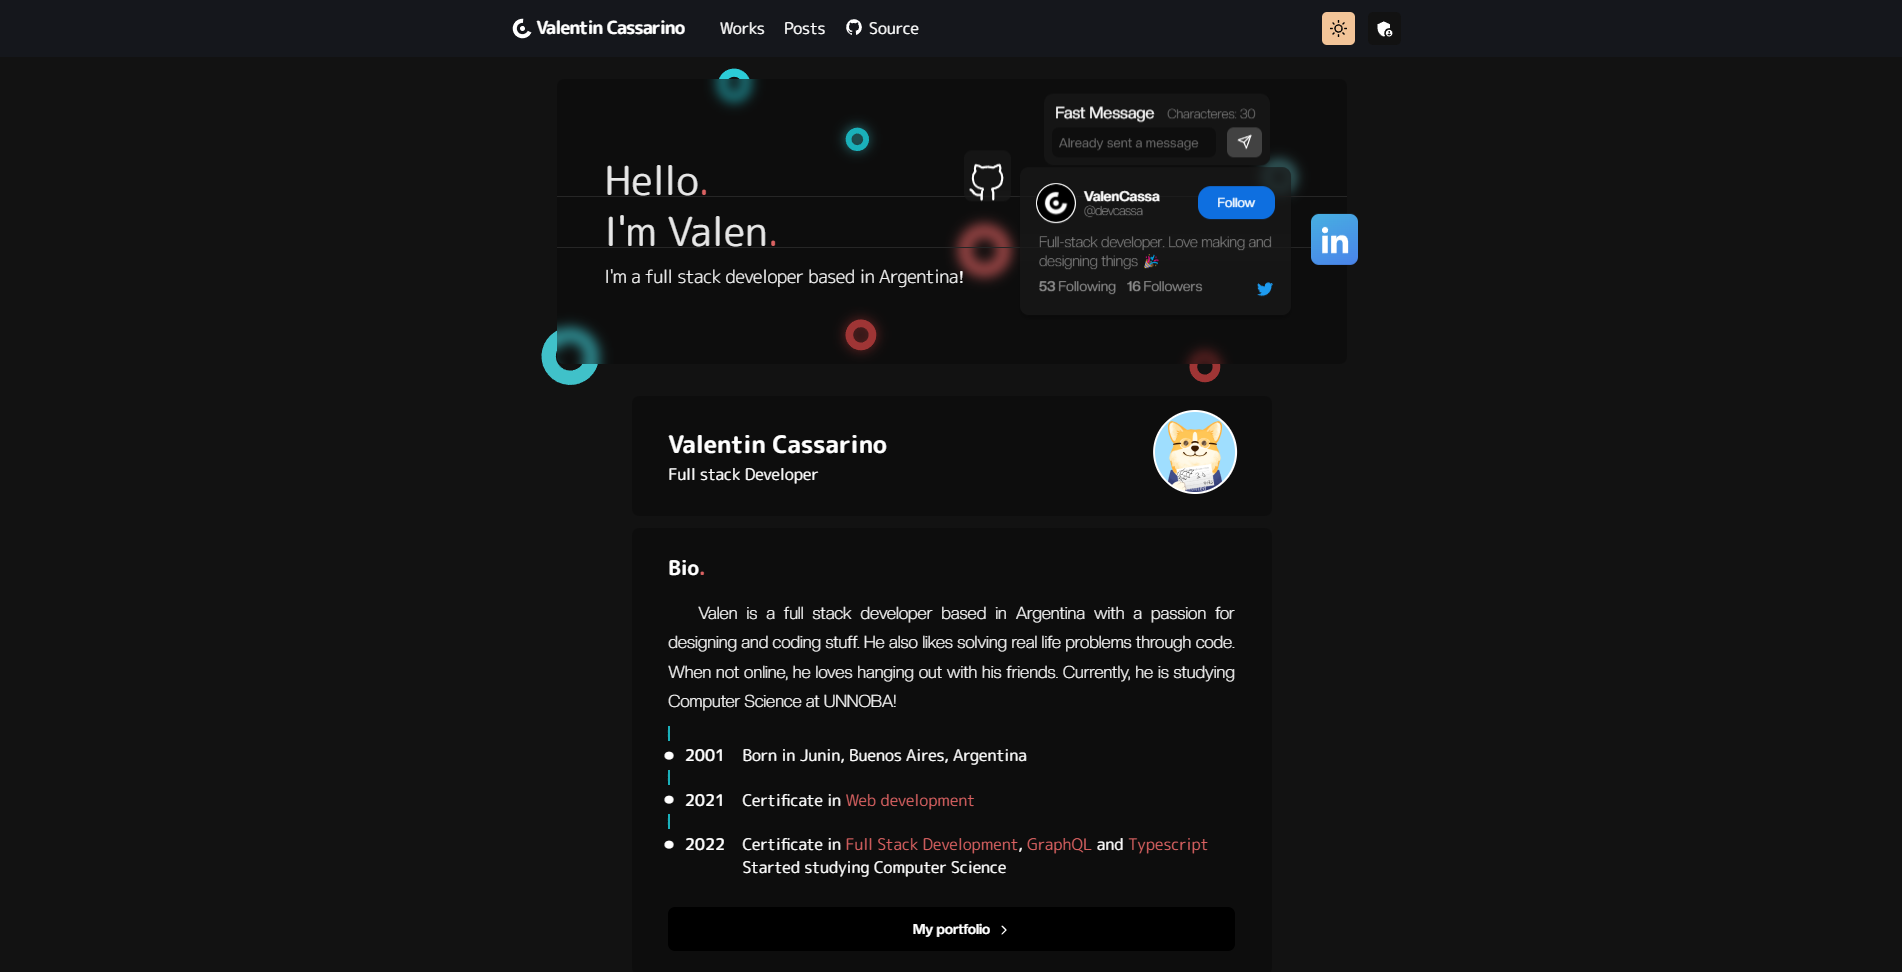 Valentin Cassarino
Works
Posts
Source
Hello.
I'm Valen.
I'm a full stack developer based in Argentina!
Fast Message
Characteres: 30
Already sent a message
ValenCassa
@devcassa
Follow
Full-stack developer. Love making and
designing things
53 Following 16 Followers
in
Valentin Cassarino
Full stack Developer
Bio.
Valen is a full stack developer based in Argentina with a passion for
designing and coding stuff. He also likes solving real life problems through code.
When not online, he loves hanging out with his friends. Currently, he is studying
Computer Science at UNNOBA!
2001 Born in Junin, Buenos Aires, Argentina
2021 Certificate in Web development
2022 Certificate in Full Stack Development, GraphQL and Typescript
Started studying Computer Science
My portfolio